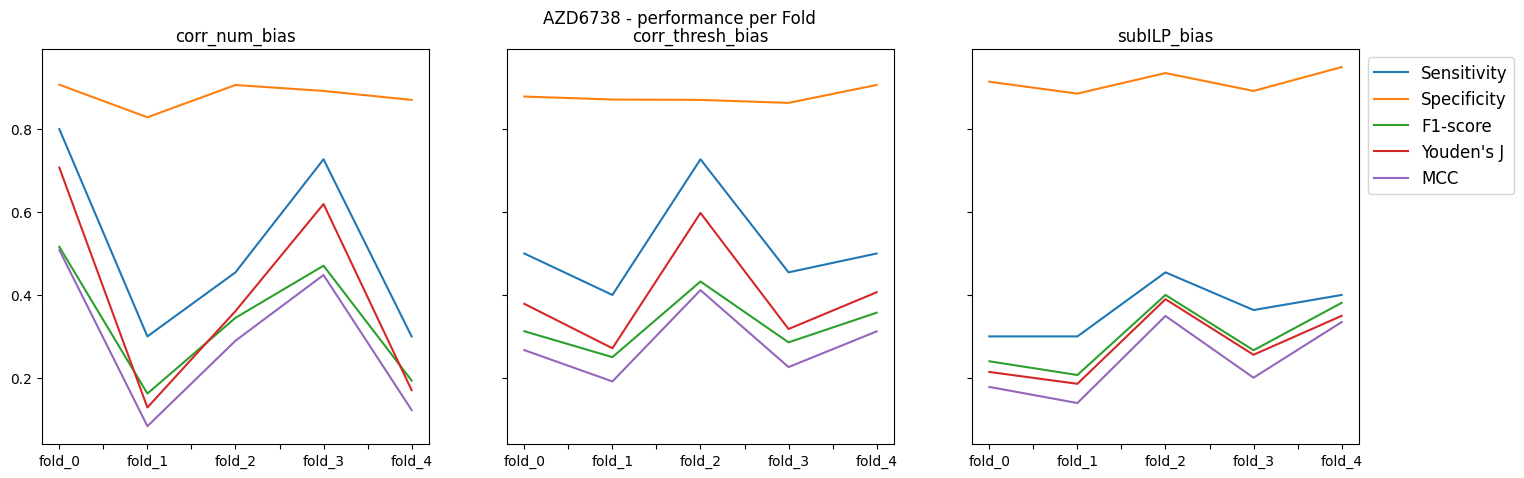 AZD6738 - performance per Fold
corr_num_bias
corr_thresh_bias
subILP_bias
0.8
0.6
0.4
0.2
fold_0 fold_1 fold_2 fold_3 fold_4
fold_0 fold_1 fold_2 fold_3 fold_4
fold_0 fold_1 fold_2 fold_3 fold_4
Sensitivity
Specificity
F1-score
Youden's J
MCC